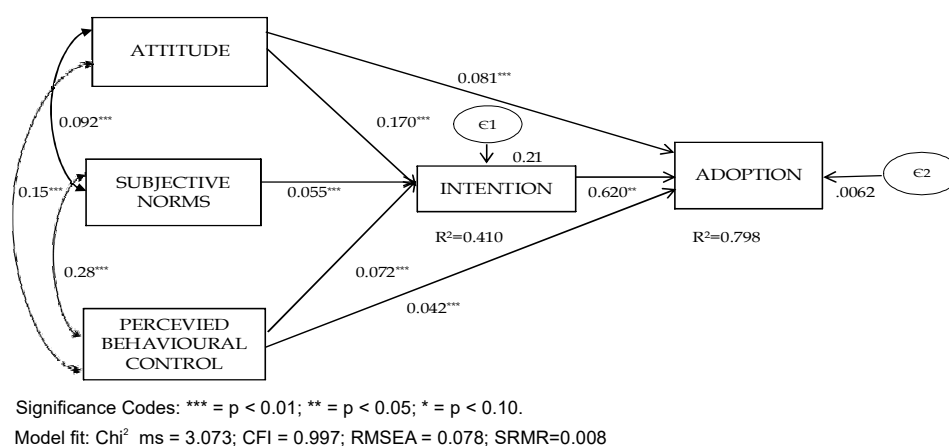 ATTITUDE
0.081***
0.092***
0.170***
Є1
0.21
SUBJECTIVE
NORMS
0.15***
0.055***
INTENTION
0.620**
ADOPTION
.0062
Є2
R²=0.410
R²=0.798
0.28***
0.072***
0.042***
PERCEVIED
BEHAVIOURAL
CONTROL
Significance Codes: *** = p < 0.01; ** = p < 0.05; * = p < 0.10.
Model fit: Chi² ms = 3.073; CFI = 0.997; RMSEA = 0.078; SRMR=0.008